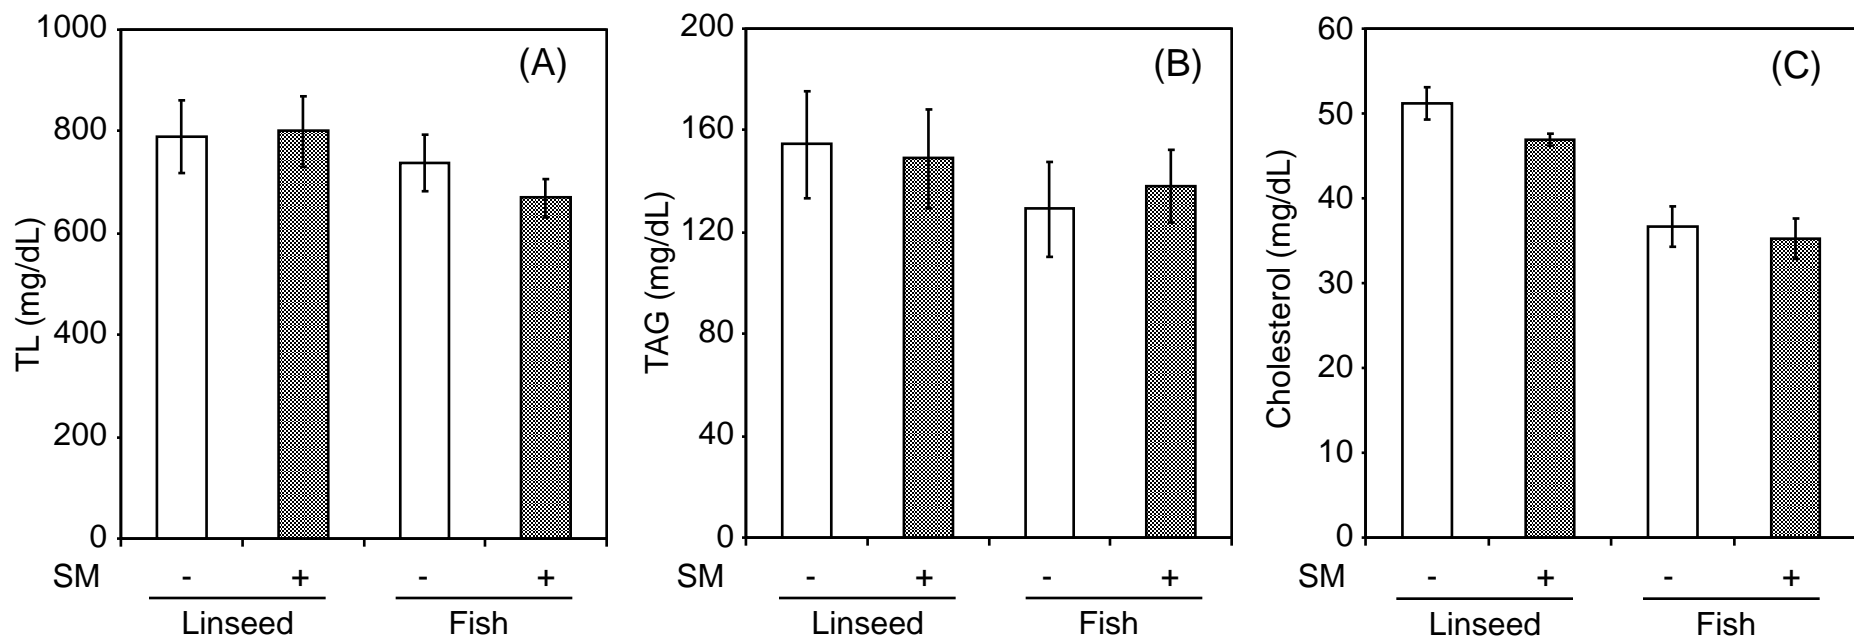 1000
800
600
400
200
0
TL (mg/dL)
(A)
SM - + - +
Linseed Fish
200
160
120
80
40
0
TAG (mg/dL)
(B)
SM - + - +
Linseed Fish
60
50
40
30
20
10
0
Cholesterol (mg/dL)
(C)
SM - + - +
Linseed Fish